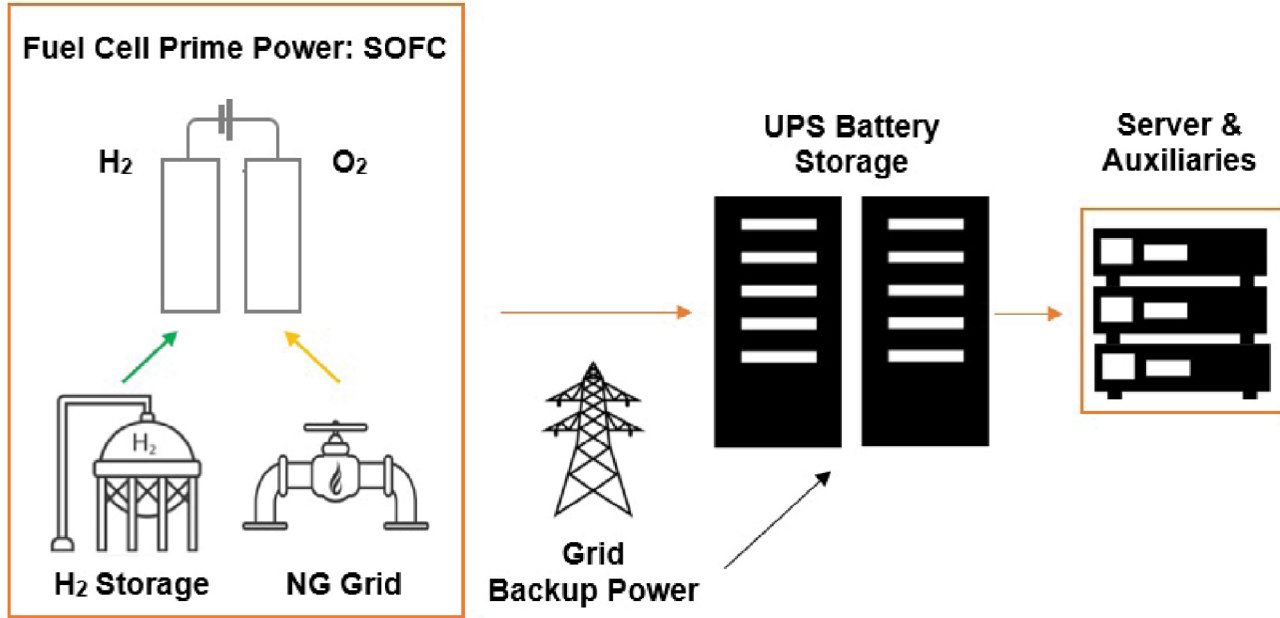 Fuel Cell Prime Power: SOFC
H₂
O₂
H₂
H₂ Storage
NG Grid
Grid
Backup Power
UPS Battery
Storage
Server &
Auxiliaries